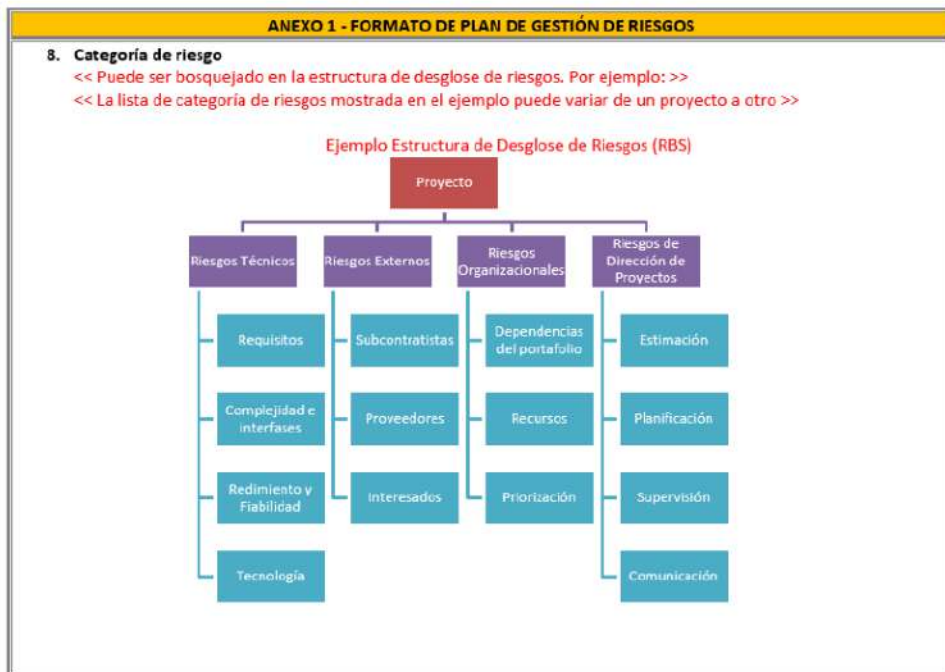 ANEXO 1 - FORMATO DE PLAN DE GESTIÓN DE RIESGOS
8. Categoría de riesgo
<< Puede ser bosquejado en la estructura de desglose de riesgos. Por ejemplo: >>
<< La lista de categoría de riesgos mostrada en el ejemplo puede variar de un proyecto a otro >>
Ejemplo Estructura de Desglose de Riesgos (RBS)
Proyecto
Riesgos Técnicos
Riesgos Externos
Riesgos
Organizacionales
Riesgos de
Dirección de
Proyectos
Requisitos
Subcontratistas
Dependencias
del portafolio
Estimación
Complejidad e
interfases
Proveedores
Recursos
Planificación
Redimiento y
Fiabilidad
Interesados
Priorización
Supervisión
Tecnología
Comunicación